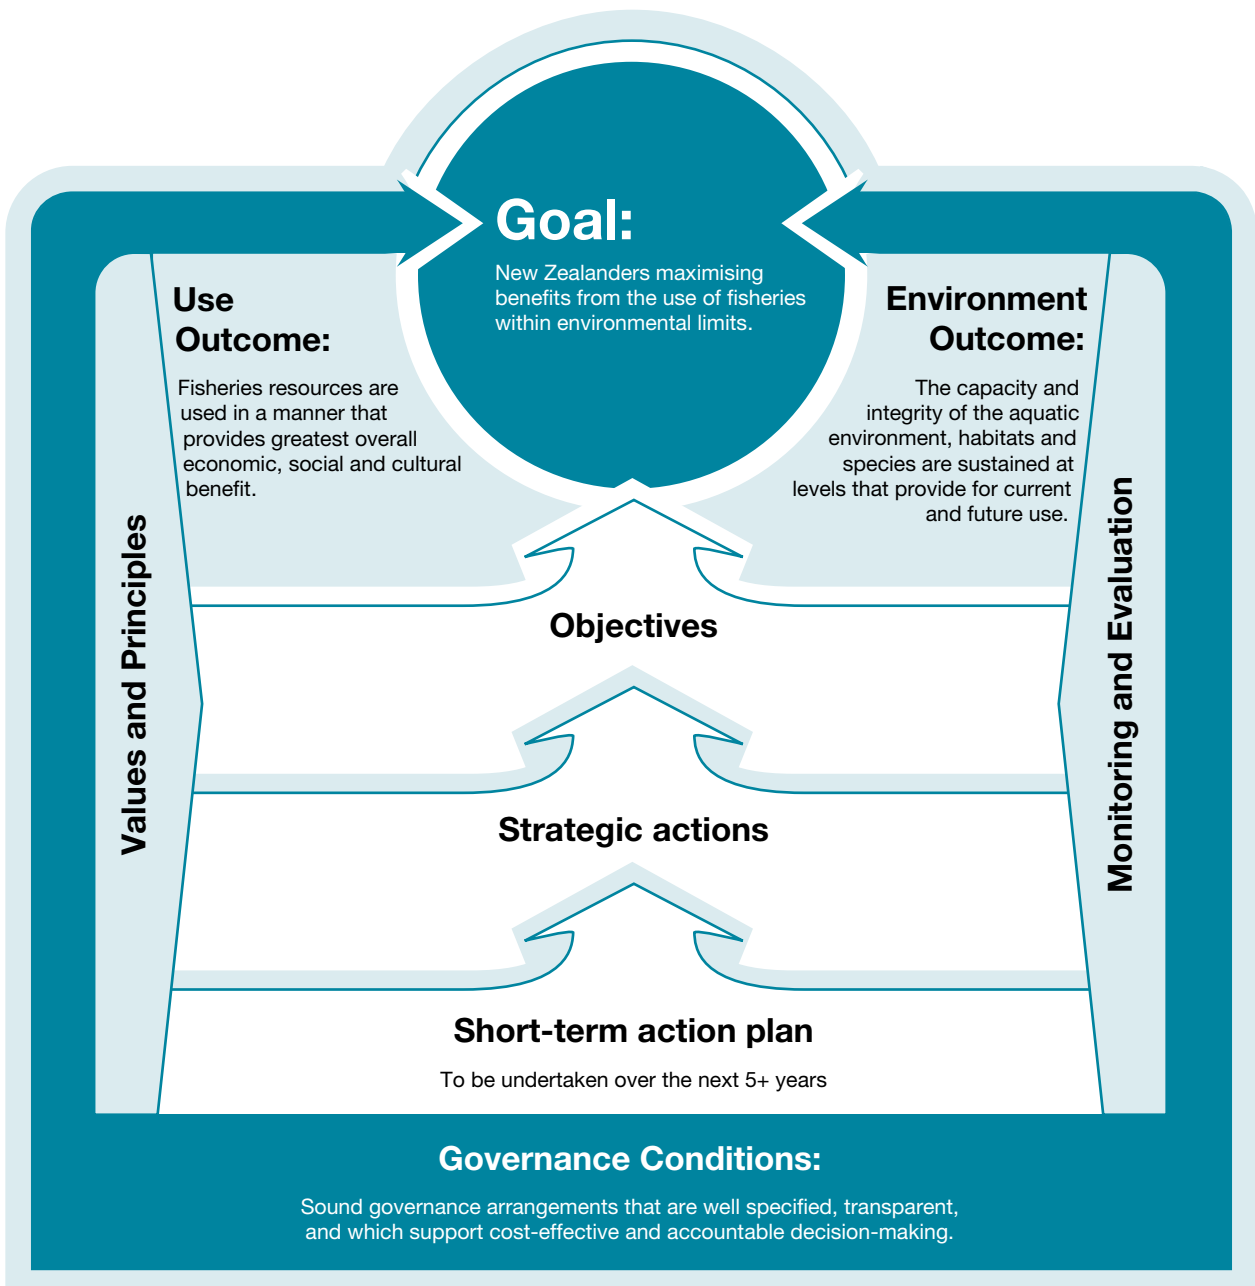 Goal:
New Zealanders maximising
benefits from the use of fisheries
within environmental limits.
Use
Outcome:
Fisheries resources are
used in a manner that
provides greatest overall
economic, social and cultural
benefit.
Environment
Outcome:
The capacity and
integrity of the aquatic
environment, habitats and
species are sustained at
levels that provide for current
and future use.
Values and Principles
Monitoring and Evaluation
Objectives
Strategic actions
Short-term action plan
To be undertaken over the next 5+ years
Governance Conditions:
Sound governance arrangements that are well specified, transparent,
and which support cost-effective and accountable decision-making.